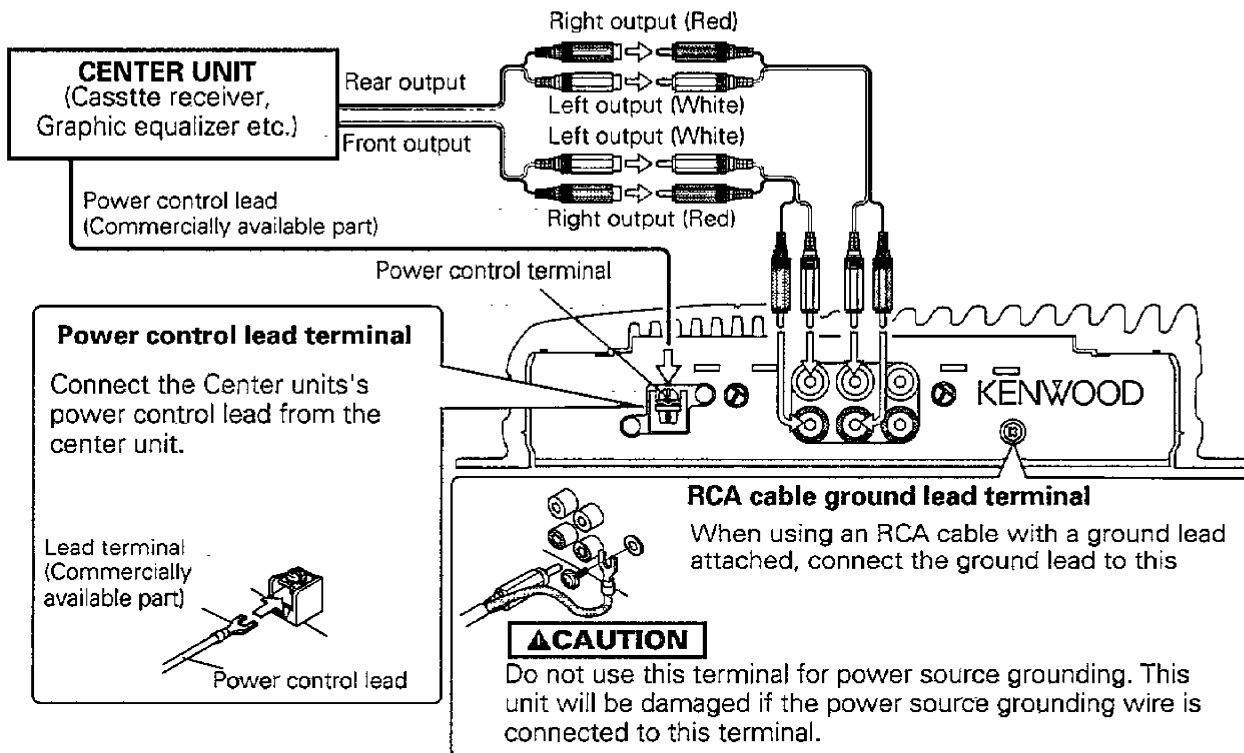 Right output (Red)
CENTER UNIT
(Casstte receiver,
Graphic equalizer etc.)
Rear output
Left output (White)
Left output (White)
Front output
Right output (Red)
Power control lead
(Commercially available part)
Power control terminal
Power control lead terminal
Connect the Center units's
power control lead from the
center unit.
Lead terminal
(Commercially
available part)
Power control lead
KENWOOD
RCA cable ground lead terminal
When using an RCA cable with a ground lead
attached, connect the ground lead to this
CAUTION
Do not use this terminal for power source grounding. This
unit will be damaged if the power source grounding wire is
connected to this terminal.